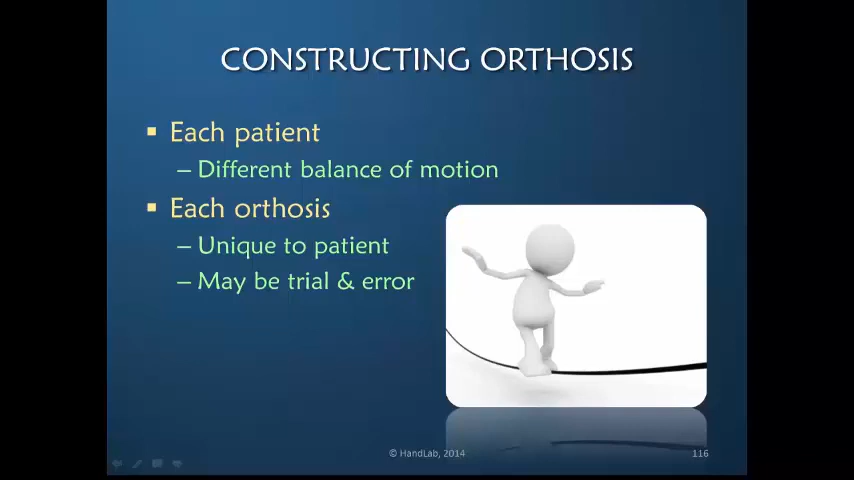 CONSTRUCTING ORTHOSIS
▪ Each patient
– Different balance of motion
▪ Each orthosis
– Unique to patient
– May be trial & error
© HandLab, 2014
116